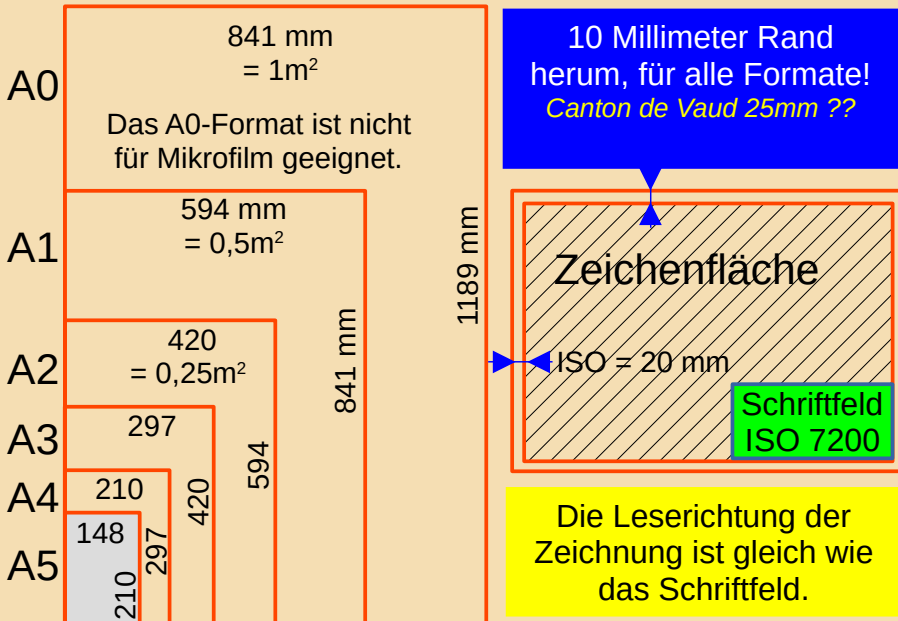 A0
841 mm
= 1m²
Das A0-Format ist nicht
für Mikrofilm geeignet.
1189 mm
A1
594 mm
= 0,5m²
841 mm
A2
420
= 0,25m²
594
A3
297
420
A4
210
297
A5
148
210
10 Millimeter Rand
herum, für alle Formate!
Canton de Vaud 25mm ??
Zeichenfläche
ISO = 20 mm
Schriftfeld
ISO 7200
Die Leserichtung der
Zeichnung ist gleich wie
das Schriftfeld.